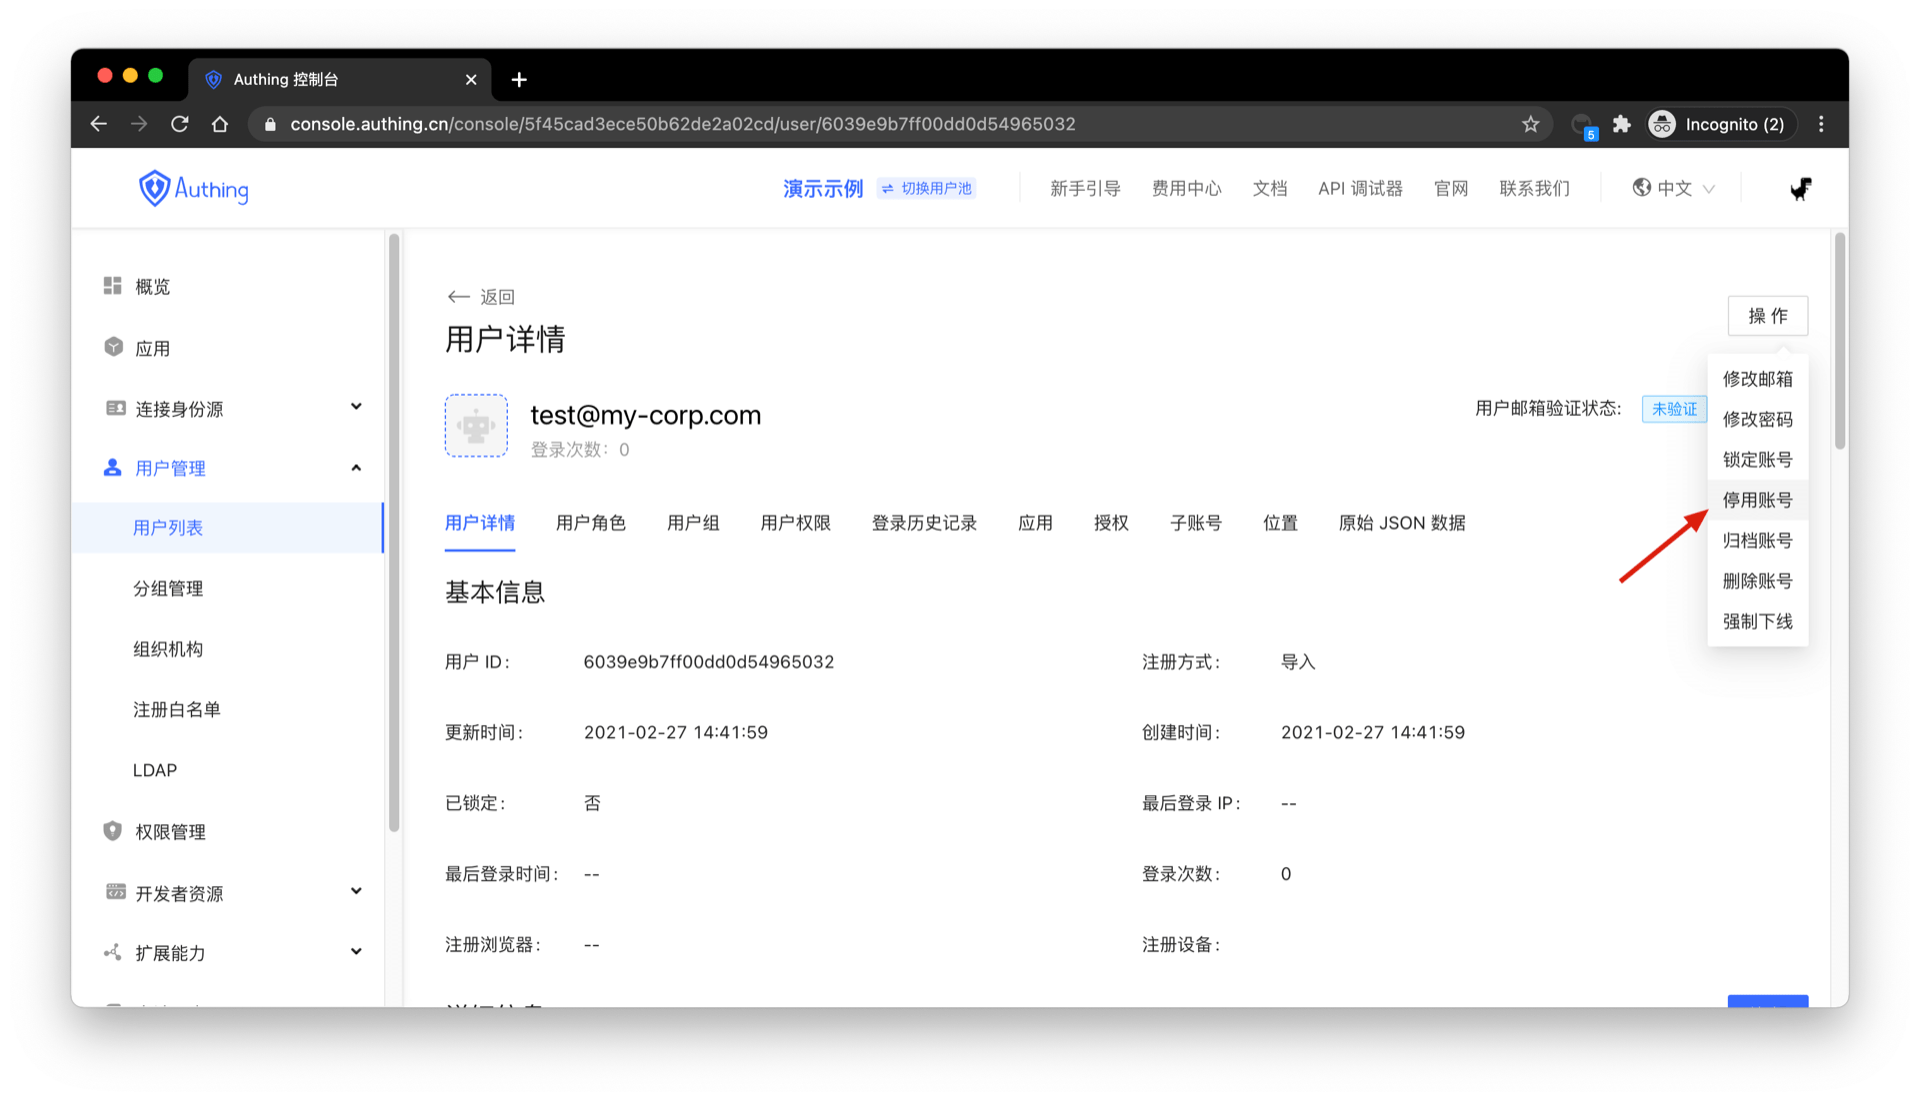 Authing 控制台
console.authing.cn/console/5f45cad3ece50b62de2a02cd/user/6039e9b7ff00dd0d54965032
5
Incognito (2)
Authing
演示示例
切换用户池
新手引导
费用中心
文档
API 调试器
官网
联系我们
中文
概览
应用
连接身份源
用户管理
用户列表
分组管理
组织机构
注册白名单
LDAP
权限管理
开发者资源
扩展能力
返回
用户详情
操 作
test@my-corp.com
登录次数: 0
用户邮箱验证状态:
未验证
修改邮箱
修改密码
锁定账号
停用账号
归档账号
删除账号
强制下线
用户详情
用户角色
用户组
用户权限
登录历史记录
应用
授权
子账号
位置
原始 JSON 数据
基本信息
用户 ID: 6039e9b7ff00dd0d54965032
注册方式: 导入
更新时间: 2021-02-27 14:41:59
创建时间: 2021-02-27 14:41:59
已锁定: 否
最后登录 IP: --
最后登录时间: --
登录次数: 0
注册浏览器: --
注册设备: